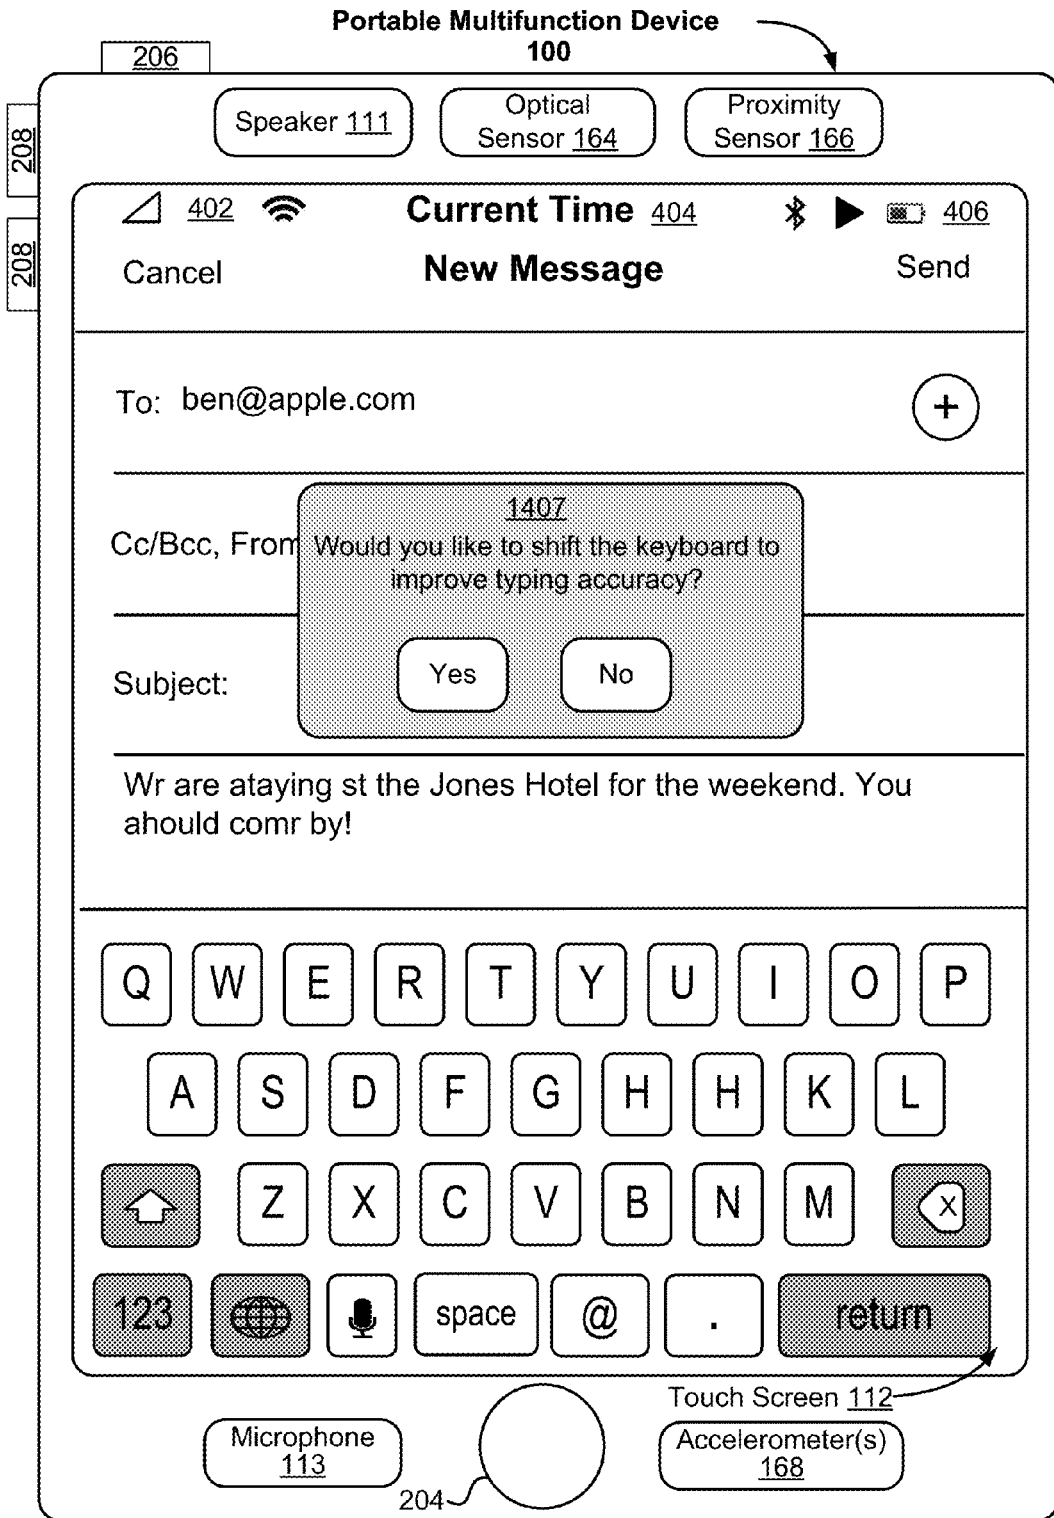 Portable Multifunction Device
100
206
208
208
Speaker 111
Optical
Sensor 164
Proximity
Sensor 166
402 Current Time 404 406
Cancel New Message Send
To: ben@apple.com +
Cc/Bcc, From
1407
Would you like to shift the keyboard to
improve typing accuracy?
Yes No
Subject:
Wr are ataying st the Jones Hotel for the weekend. You
ahould comr by!
Q W E R T Y U I O P
A S D F G H H K L
Z X C V B N M X
123 space @ . return
Touch Screen 112
Microphone
113
Accelerometer(s)
168
204